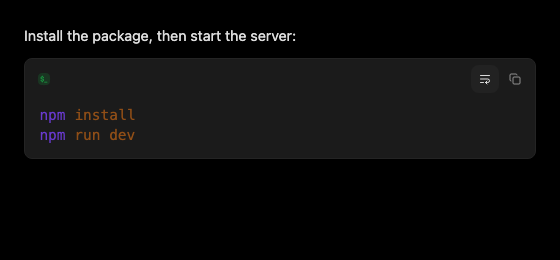 Install the package, then start the server:
$_
npm install
npm run dev